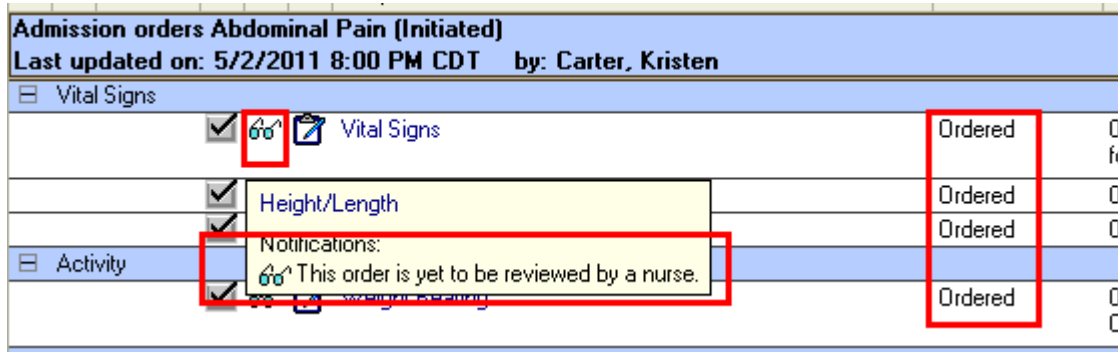 Admission orders Abdominal Pain (Initiated)
Last updated on: 5/2/2011 8:00 PM CDT by: Carter, Kristen
Vital Signs
Vital Signs Ordered
Height/Length
Ordered
Ordered
Notifications:
Activity
This order is yet to be reviewed by a nurse.
Ordered